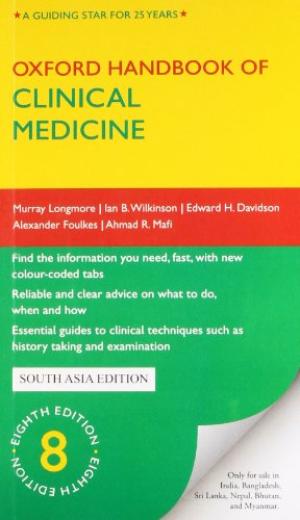 ★A GUIDING STAR FOR 25 YEARS★
OXFORD HANDBOOK OF
CLINICAL
MEDICINE
Murray Longmore | Ian B. Wilkinson | Edward H. Davidson
Alexander Foulkes | Ahmad R. Mafi
Find the information you need, fast, with new
colour-coded tabs
Reliable and clear advice on what to do,
when and how
Essential guides to clinical techniques such as
history taking and examination
SOUTH ASIA EDITION
•EIGHTH EDITION•
8
EIGHTH EDITION
Only for sale in
India, Bangladesh,
Sri Lanka, Nepal, Bhutan,
and Myanmar.